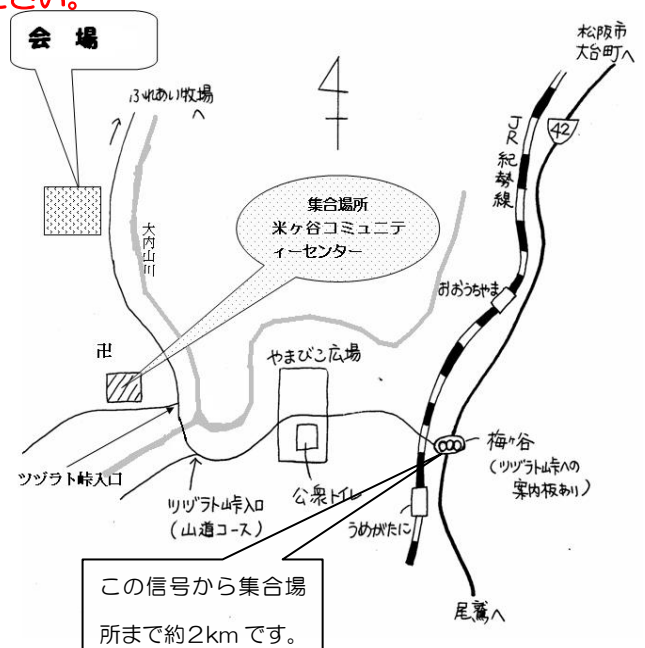 ださい。
会 場
松阪市
大台町へ
ふれあい牧場
へ
42
JR紀勢線
集合場所
米ヶ谷コミュニテ
ィーセンター
大内山川
おおうちやま
卍
やまびこ広場
梅ヶ谷
(ツヅラト峠への
案内板あり)
ツヅラト峠入口
ツヅラト峠入口
(山道コース)
公衆トイレ
うめがたに
この信号から集合場
所まで約2kmです。
尾鷲へ